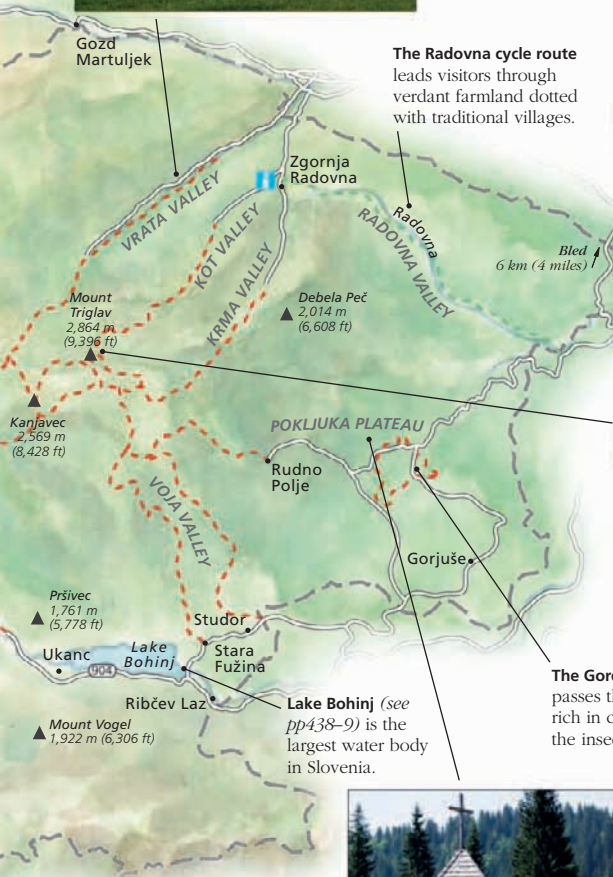 Gozd
Martuljek
The Radovna cycle route
leads visitors through
verdant farmland dotted
with traditional villages.
Zgornja
Radovna
VRATA VALLEY
KOT VALLEY
KRMA VALLEY
Radovna
RADOVNA VALLEY
Bled
6 km (4 miles)
Mount
Triglav
2,864 m
(9,396 ft)
Debela Peč
2,014 m
(6,608 ft)
Kanjavec
2,569 m
(8,428 ft)
POKLJUKA PLATEAU
Rudno
Polje
VOJA VALLEY
Gorjuše
Pršivec
1,761 m
(5,778 ft)
Studor
Ukanc
Lake
Bohinj
904
Stara
Fužina
Ribčev Laz
Lake Bohinj (see
pp438–9) is the
largest water body
in Slovenia.
The Gor
passes t
rich in c
the inse
Mount Vogel
1,922 m (6,306 ft)